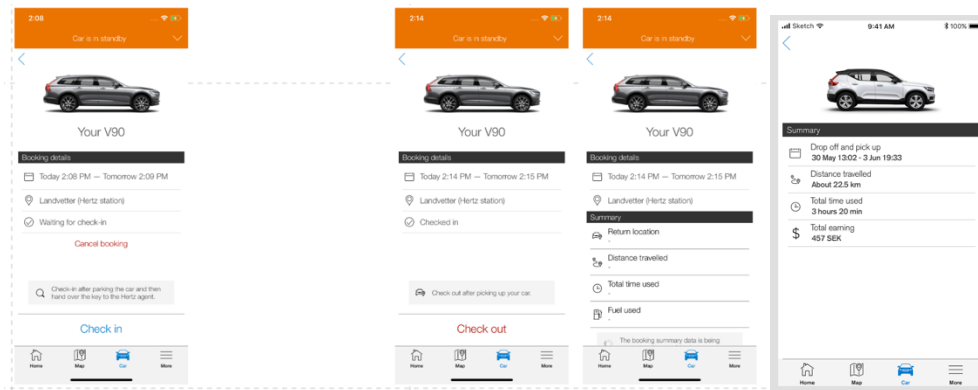 2:08
Car is in standby
Your V90
Booking details
Today 2:08 PM — Tomorrow 2:09 PM
Landvetter (Hertz station)
Waiting for check-in
Cancel booking
Check-in after parking the car and then
hand over the key to the Hertz agent.
Check in
Home Map Car More
2:14
Car is in standby
Your V90
Booking details
Today 2:14 PM — Tomorrow 2:15 PM
Landvetter (Hertz station)
Checked in
Check out after picking up your car.
Check out
Home Map Car More
2:14
Car is in standby
Your V90
Booking details
Today 2:14 PM — Tomorrow 2:15 PM
Landvetter (Hertz station)
Summary
Return location
-
Distance travelled
-
Total time used
-
Fuel used
-
The booking summary data is being
Home Map Car More
Sketch 9:41 AM 100%
Summary
Drop off and pick up
30 May 13:02 - 3 Jun 19:33
Distance travelled
About 22.5 km
Total time used
3 hours 20 min
Total earning
457 SEK
Home Map Car More